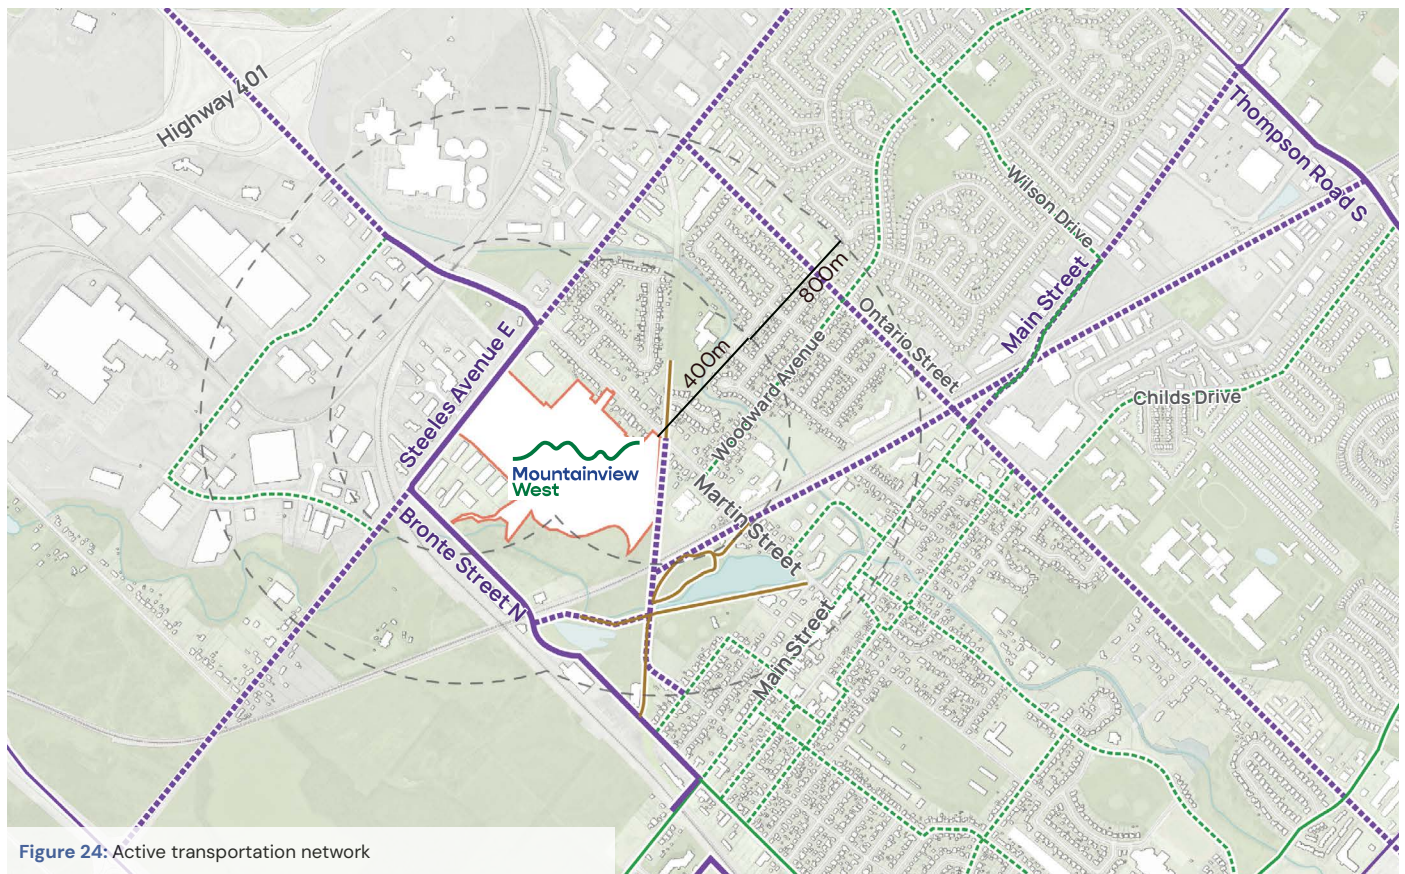 Highway 401
Thompson Road S
Wilson Drive
Main Street
800m
Ontario Street
400m
Woodward Avenue
Childs Drive
Steeles Avenue E
Mountainview
West
Martin Street
Bronte Street N
Main Street
Figure 24: Active transportation network